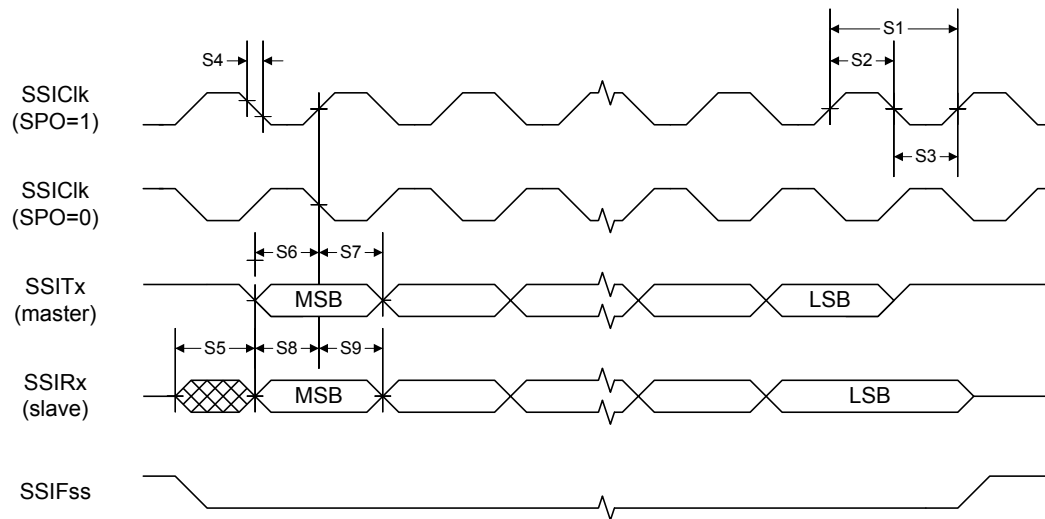 S1
S4
S2
SSIClk
(SPO=1)
S3
SSIClk
(SPO=0)
S6
S7
SSITx
(master)
MSB
LSB
S5
S8
S9
SSIRx
(slave)
MSB
LSB
SSIFss